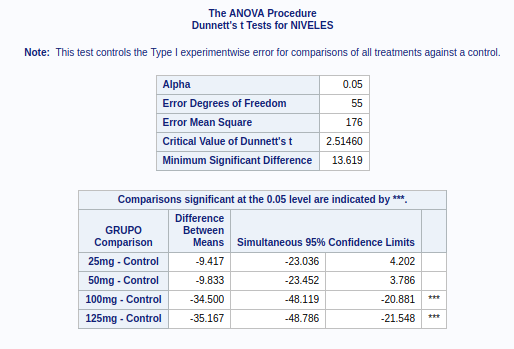 The ANOVA Procedure
Dunnett's t Tests for NIVELES
Note: This test controls the Type I experimentwise error for comparisons of all treatments against a control.
Alpha 0.05
Error Degrees of Freedom 55
Error Mean Square 176
Critical Value of Dunnett's t 2.51460
Minimum Significant Difference 13.619
Comparisons significant at the 0.05 level are indicated by ***.
GRUPO Comparison Difference Between Means Simultaneous 95% Confidence Limits
25mg - Control -9.417 -23.036 4.202
50mg - Control -9.833 -23.452 3.786
100mg - Control -34.500 -48.119 -20.881 ***
125mg - Control -35.167 -48.786 -21.548 ***